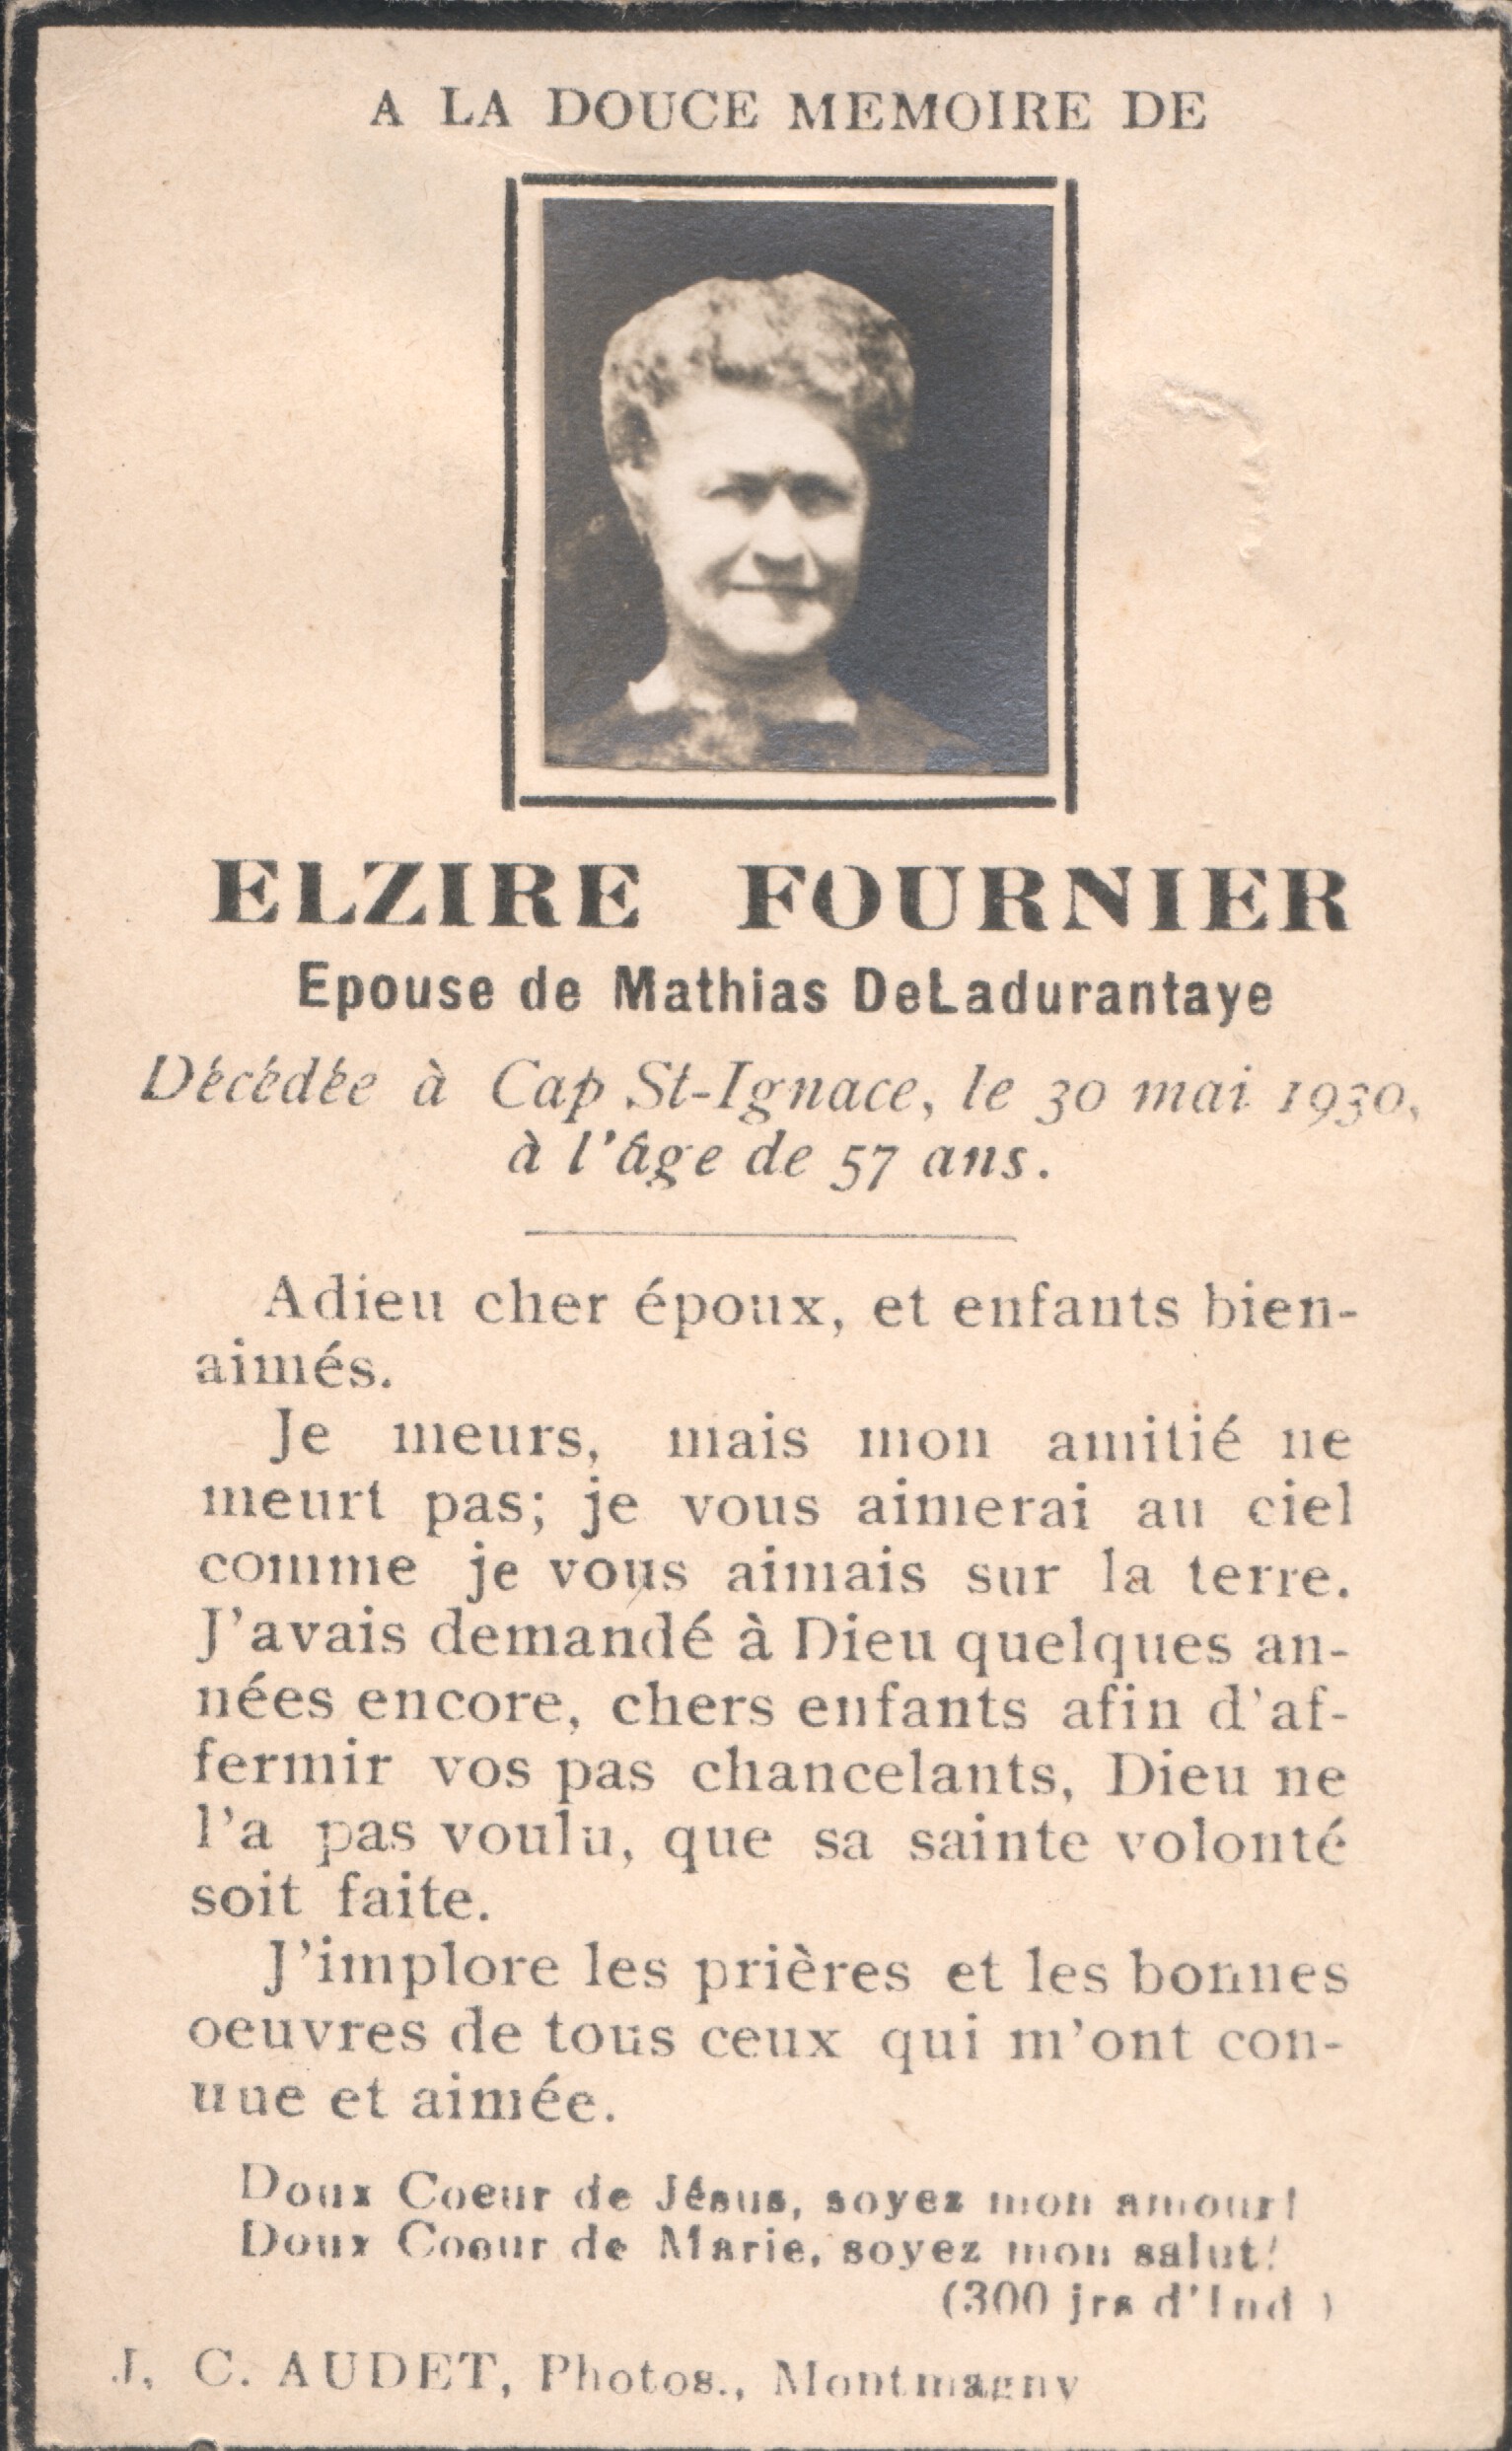 A LA DOUCE MEMOIRE DE
ELZIRE FOURNIER
Epouse de Mathias DeLadurantaye
Décédée à Cap St-Ignace, le 30 mai 1930,
à l'âge de 57 ans.
Adieu cher époux, et enfants bien-
aimés.
Je meurs, mais mon amitié ne
meurt pas; je vous aimerai au ciel
comme je vous aimais sur la terre.
J'avais demandé à Dieu quelques an-
nées encore, chers enfants afin d'af-
fermir vos pas chancelants, Dieu ne
l'a pas voulu, que sa sainte volonté
soit faite.
J'implore les prières et les bonnes
oeuvres de tous ceux qui m'ont con-
nue et aimée.
Doux Coeur de Jésus, soyez mon amour!
Doux Coeur de Marie, soyez mon salut!
(300 jrs d'Ind )
J, C. AUDET, Photos., Montmagny